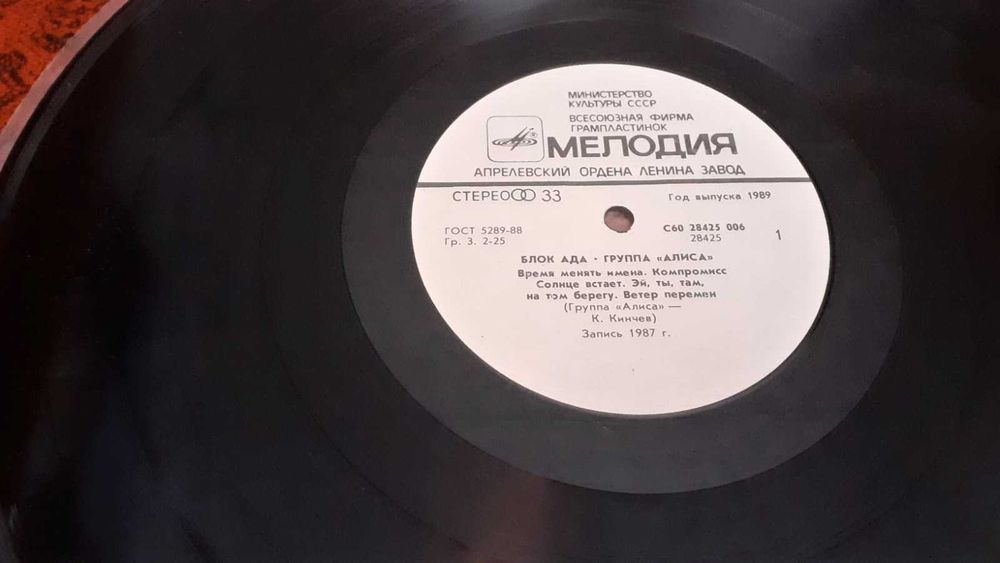 МИНИСТЕРСТВО
КУЛЬТУРЫ СССР
ВСЕСОЮЗНАЯ ФИРМА
ГРАМПЛАСТИНОК
МЕЛОДИЯ
АПРЕЛЕВСКИЙ ОРДЕНА ЛЕНИНА ЗАВОД
СТЕРЕО 33
Год выпуска 1989
ГОСТ 5289-88
Гр. 3. 2-25
С60 28425 006
28425
1
БЛОК АДА · ГРУППА «АЛИСА»
Время менять имена. Компромисс
Солнце встает. Эй, ты, там,
на том берегу. Ветер перемен
(Группа «Алиса» —
К. Кинчев)
Запись 1987 г.